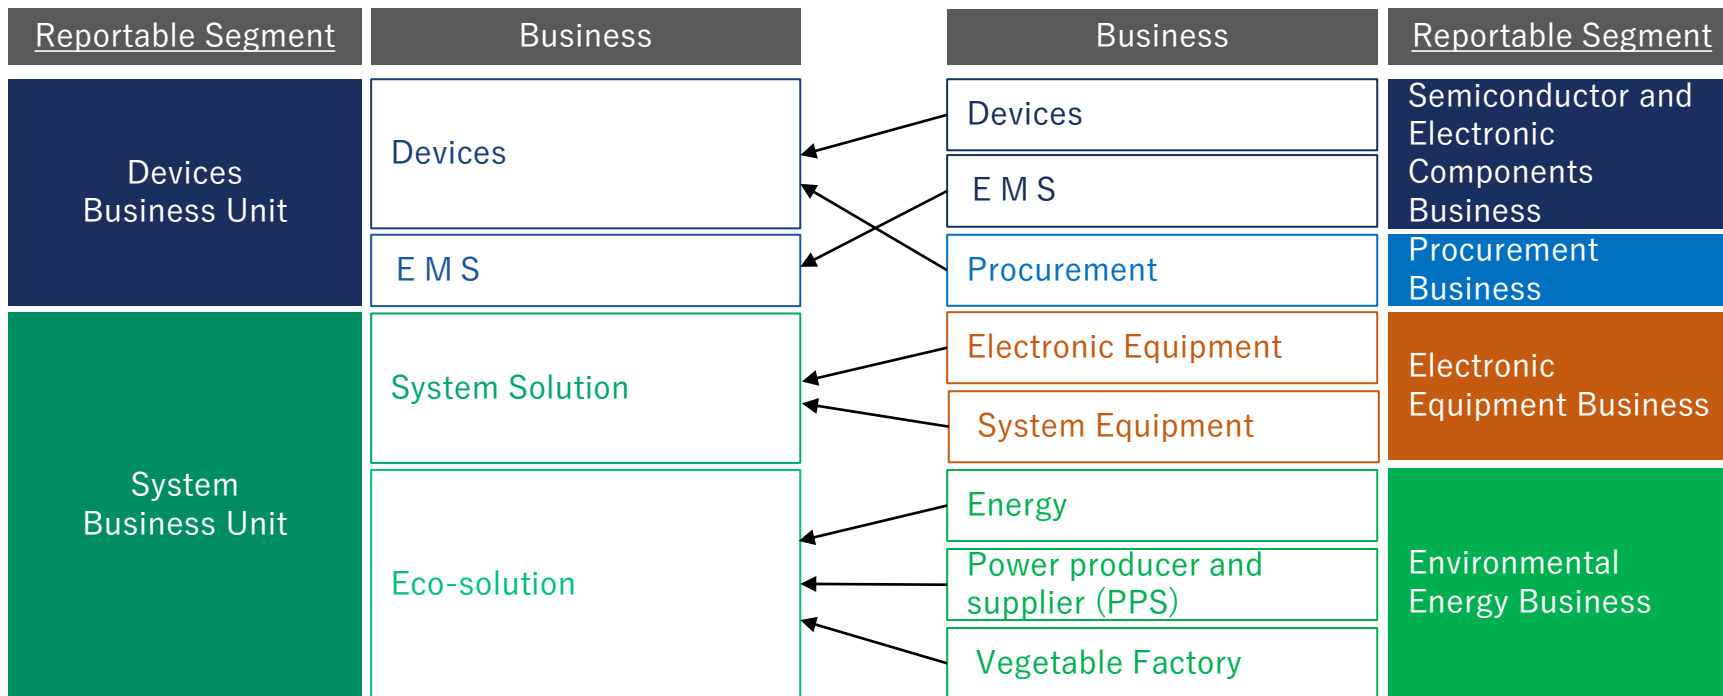 Reportable Segment
Business
Business
Reportable Segment
Devices
Business Unit
Devices
E M S
Devices
E M S
Procurement
Semiconductor and
Electronic
Components
Business
Procurement
Business
System
Business Unit
System Solution
Eco-solution
Electronic Equipment
System Equipment
Electronic
Equipment Business
Energy
Power producer and
supplier (PPS)
Vegetable Factory
Environmental
Energy Business